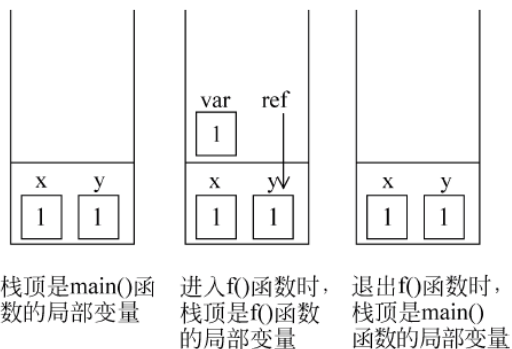 var ref
1
x y x y x y
1 1 1 1 1 1
栈顶是main()函
数的局部变量
进入f()函数时，
栈顶是f()函数
的局部变量
退出f()函数时，
栈顶是main()
函数的局部变量